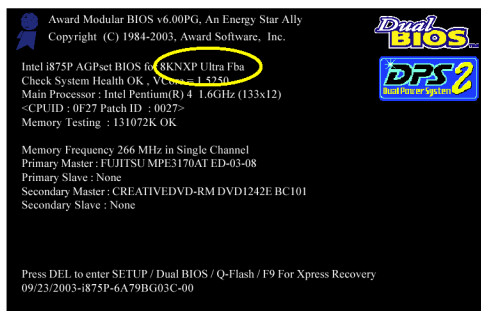 Award Modular BIOS v6.00PG, An Energy Star Ally
Copyright (C) 1984-2003, Award Software, Inc.
Dual
BIOS
Intel i875P AGPset BIOS for 8KNXP Ultra Fba
Check System Health OK , VCore = 1.5250
Main Processor : Intel Pentium(R) 4 1.6GHz (133x12)
<CPUID : 0F27 Patch ID : 0027>
Memory Testing : 131072K OK
DPS2
Dual Power System
Memory Frequency 266 MHz in Single Channel
Primary Master : FUJITSU MPE3170AT ED-03-08
Primary Slave : None
Secondary Master : CREATIVEDVD-RM DVD1242E BC101
Secondary Slave : None
Press DEL to enter SETUP / Dual BIOS / Q-Flash / F9 For Xpress Recovery
09/23/2003-i875P-6A79BG03C-00